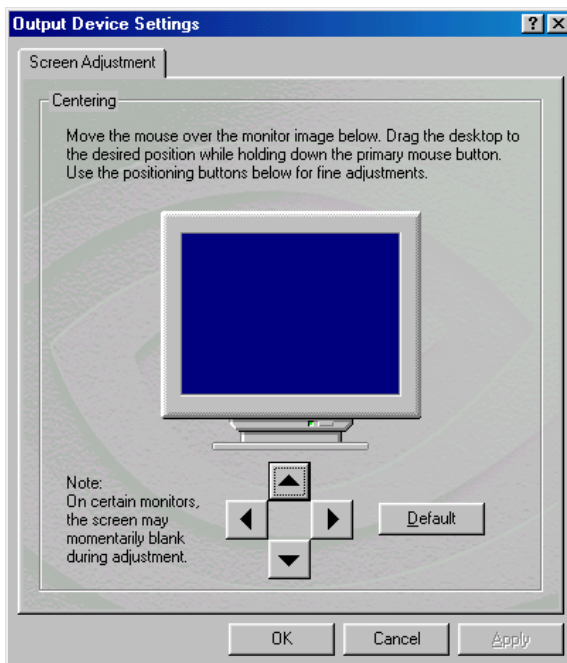 Output Device Settings
Screen Adjustment
Centering
Move the mouse over the monitor image below. Drag the desktop to
the desired position while holding down the primary mouse button.
Use the positioning buttons below for fine adjustments.
Note:
On certain monitors,
the screen may
momentarily blank
during adjustment.
Default
OK
Cancel
Apply